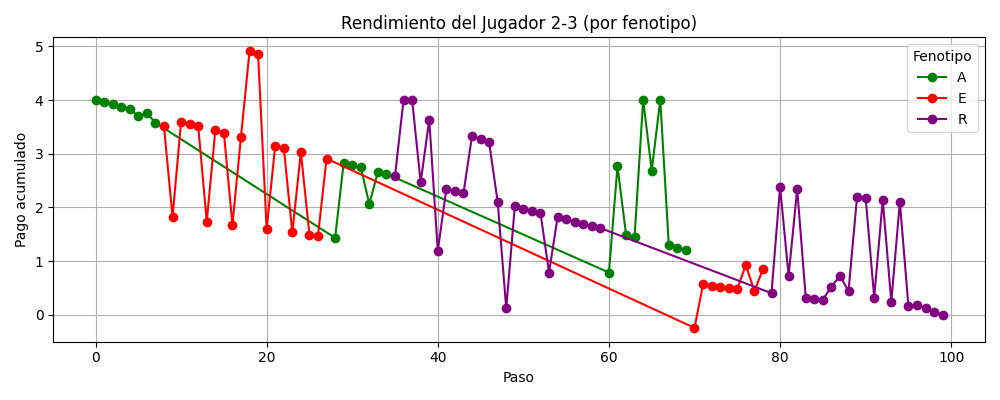 Rendimiento del Jugador 2-3 (por fenotipo)
Pago acumulado
5
4
3
2
1
0
0 20 40 60 80 100
Paso
Fenotipo
A
E
R